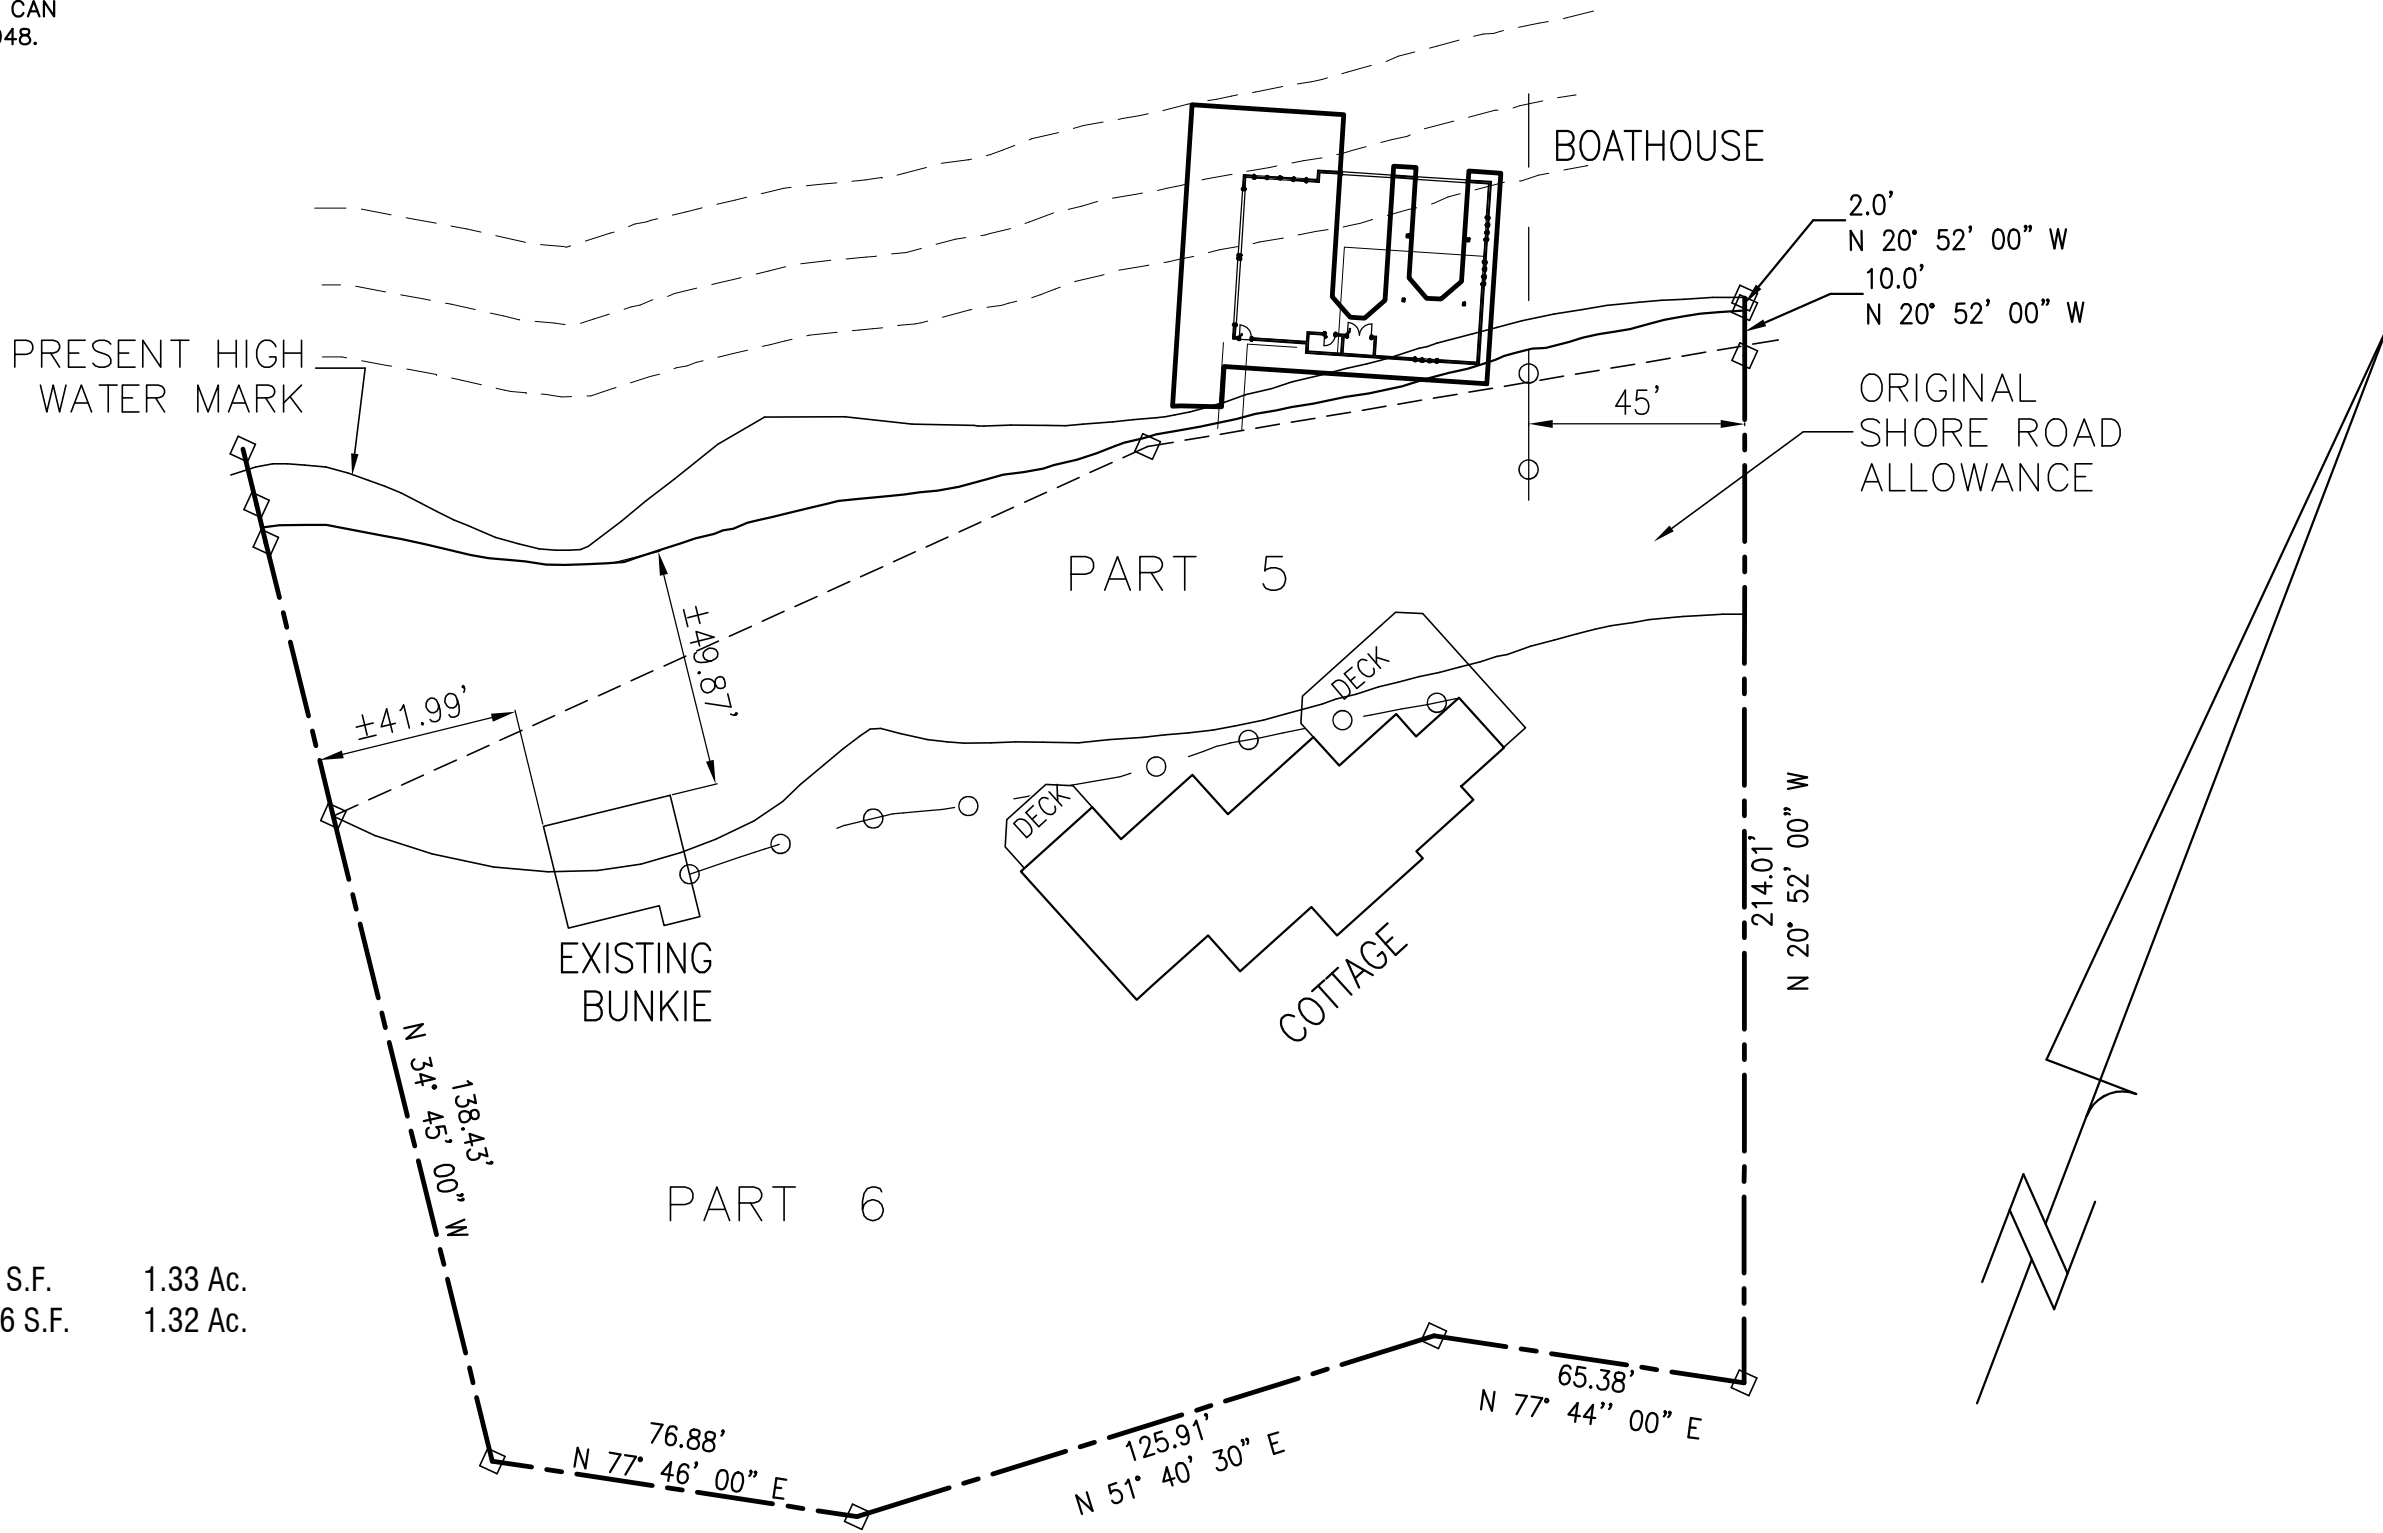 CAN
048.
BOATHOUSE
2.0'
N 20° 52' 00" W
10.0'
N 20° 52' 00" W
PRESENT HIGH
WATER MARK
45'
ORIGINAL
SHORE ROAD
ALLOWANCE
PART 5
±49.87'
±41.99'
DECK
DECK
EXISTING
BUNKIE
COTTAGE
214.01'
N 20° 52' 00" W
138.43'
N 34° 45' 00" W
PART 6
S.F. 1.33 Ac.
6 S.F. 1.32 Ac.
76.88'
N 77° 46' 00" E
125.91'
N 51° 40' 30" E
65.38'
N 77° 44'' 00" E
N